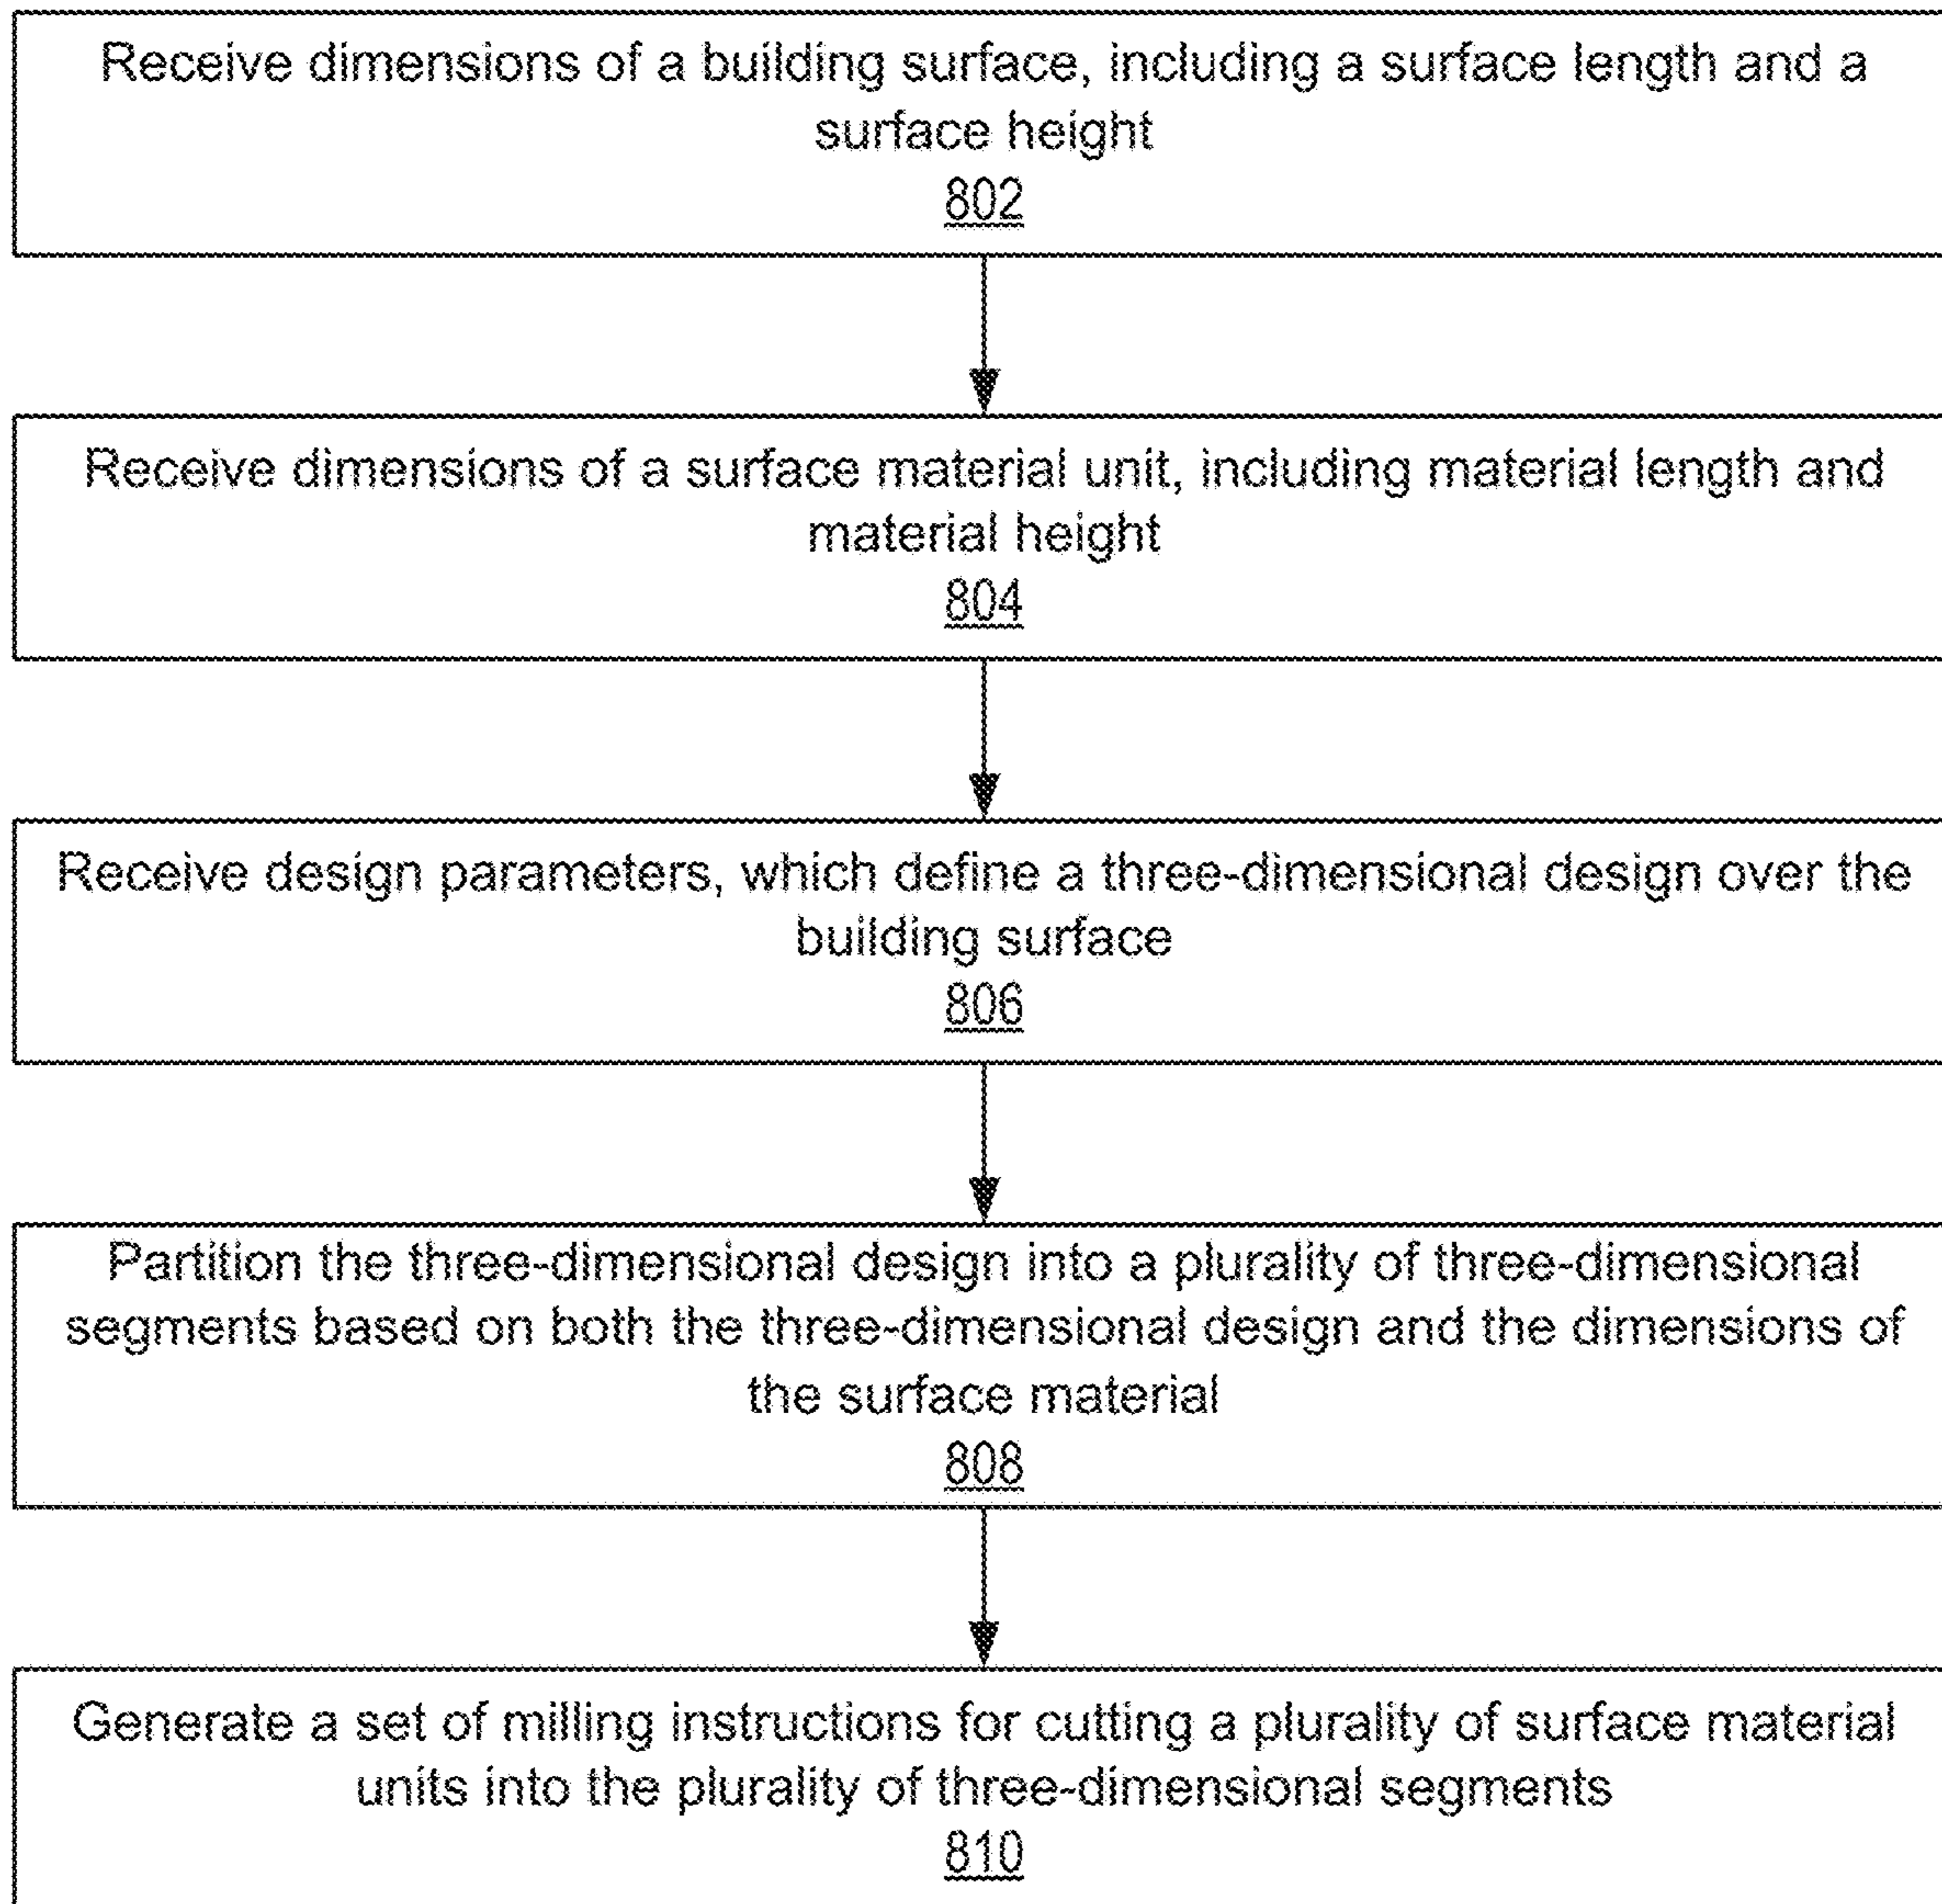 Receive dimensions of a building surface, including a surface length and a
surface height
802
Receive dimensions of a surface material unit, including material length and
material height
804
Receive design parameters, which define a three-dimensional design over the
building surface
806
Partition the three-dimensional design into a plurality of three-dimensional
segments based on both the three-dimensional design and the dimensions of
the surface material
808
Generate a set of milling instructions for cutting a plurality of surface material
units into the plurality of three-dimensional segments
810